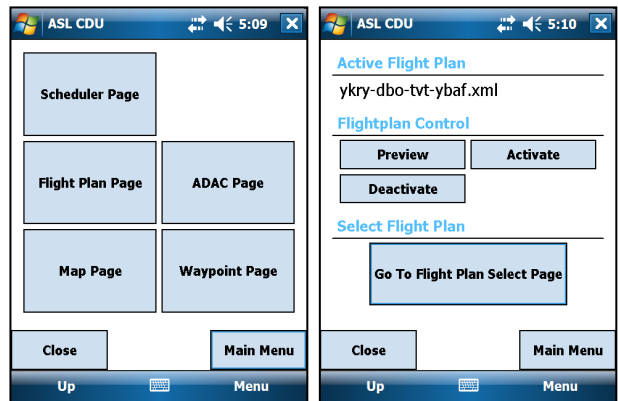 ASL CDU 5:09
Scheduler Page
Flight Plan Page ADAC Page
Map Page Waypoint Page
Close Main Menu
Up Menu
ASL CDU 5:10
Active Flight Plan
ykry-dbo-tvt-ybaf.xml
Flightplan Control
Preview Activate
Deactivate
Select Flight Plan
Go To Flight Plan Select Page
Close Main Menu
Up Menu